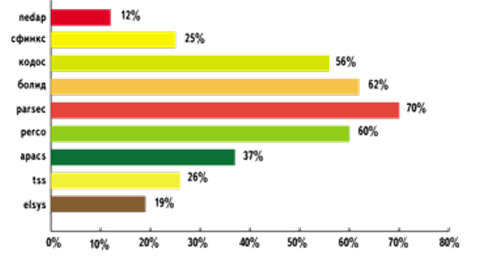 nedap 12%
сфинкс 25%
кодос 56%
болид 62%
parsec 70%
perco 60%
apacs 37%
tss 26%
elsys 19%
0% 10% 20% 30% 40% 50% 60% 70% 80%